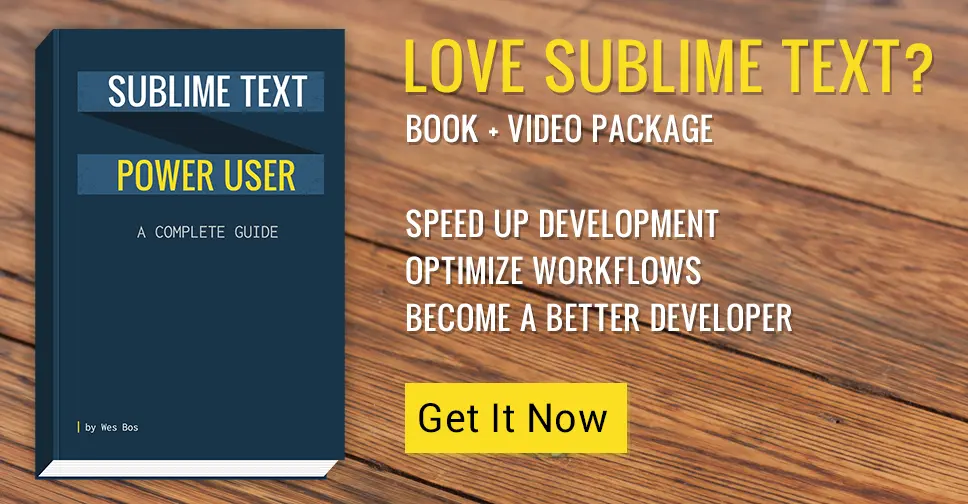 SUBLIME TEXT
POWER USER
A COMPLETE GUIDE
by Wes Bos
LOVE SUBLIME TEXT?
BOOK + VIDEO PACKAGE
SPEED UP DEVELOPMENT
OPTIMIZE WORKFLOWS
BECOME A BETTER DEVELOPER
Get It Now